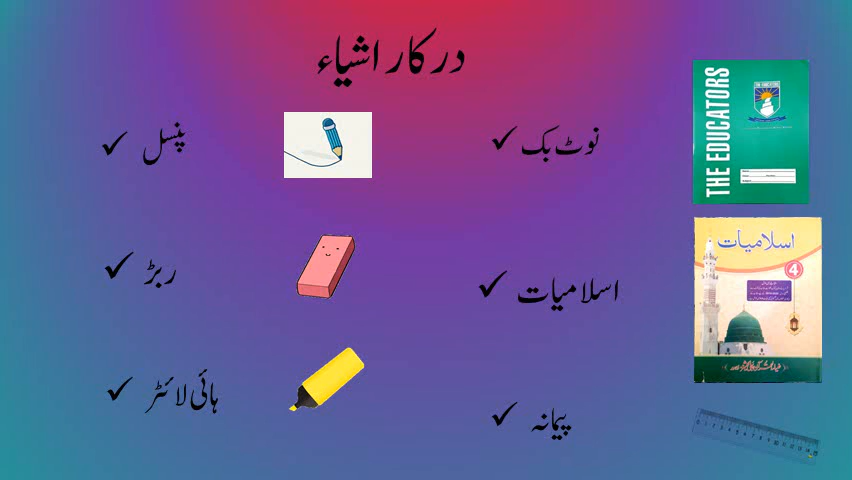 درکار اشیاء
نوٹ بک
پنسل
اسلامیات
ربڑ
پیمانہ
ہائی لائٹر
THE EDUCATORS
اسلامیات
4